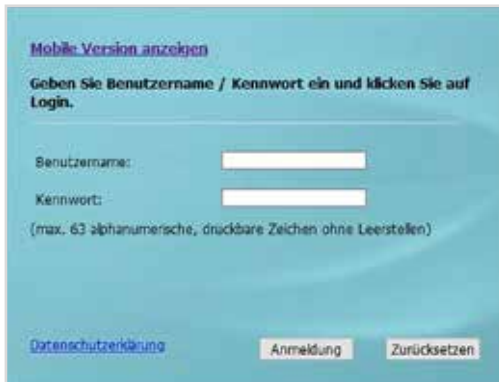 Mobile Version anzeigen
Geben Sie Benutzername / Kennwort ein und klicken Sie auf
Login.
Benutzername:
Kennwort:
(max. 63 alphanumerische, druckbare Zeichen ohne Leerstellen)
Datenschutzerklärung
Anmeldung
Zurücksetzen